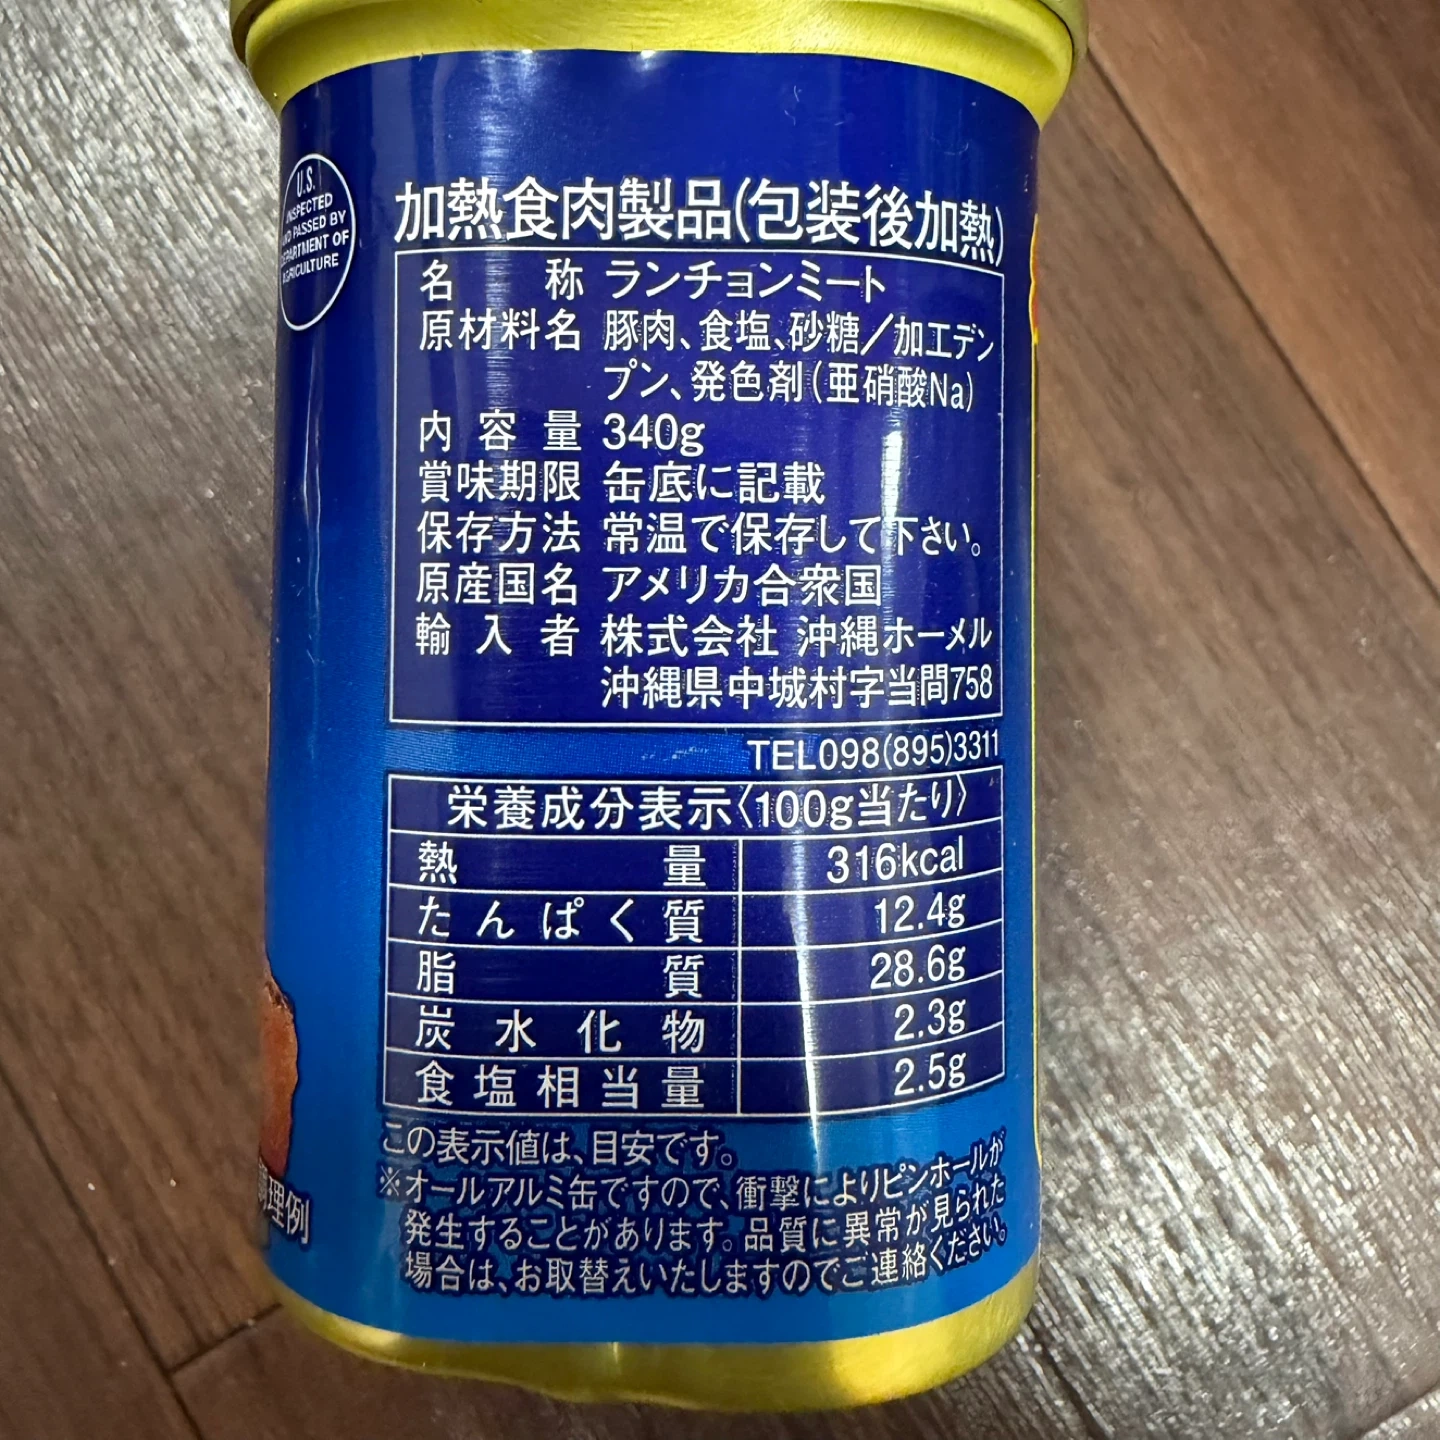 U.S.
INSPECTED
AND PASSED BY
DEPARTMENT OF
AGRICULTURE
加熱食肉製品(包装後加熱)
名称 ランチョンミート
原材料名 豚肉、食塩、砂糖/加工デン
プン、発色剤(亜硝酸Na)
内容量 340g
賞味期限 缶底に記載
保存方法 常温で保存して下さい。
原産国名 アメリカ合衆国
輸入者 株式会社 沖縄ホーメル
沖縄県中城村字当間758
TEL098(895)3311
栄養成分表示〈100g当たり〉
熱量 316kcal
たんぱく質 12.4g
脂質 28.6g
炭水化物 2.3g
食塩相当量 2.5g
この表示値は、目安です。
※オールアルミ缶ですので、衝撃によりピンホールが
発生することがあります。品質に異常が見られた
場合は、お取替えいたしますのでご連絡ください。
調理例